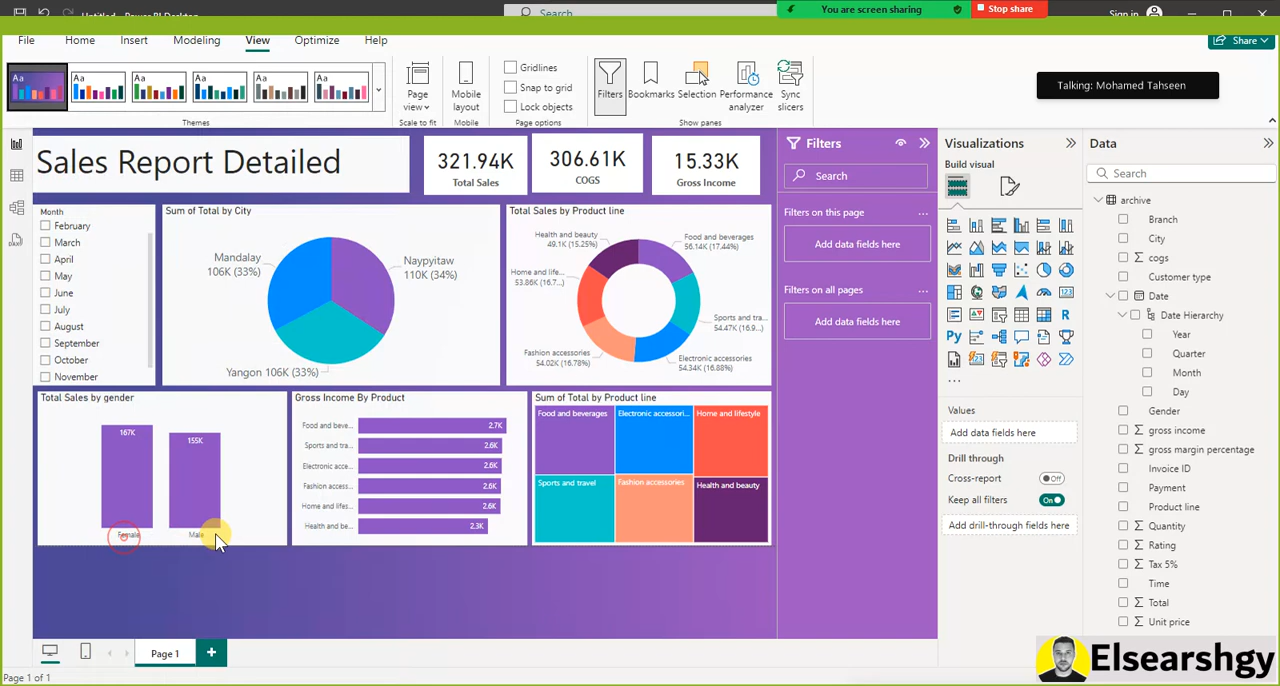 Untitled - Power BI Desktop
Search
You are screen sharing
Stop share
Sign in
File
Home
Insert
Modeling
View
Optimize
Help
Share
Aa
Aa
Aa
Aa
Aa
Aa
Themes
Page
view
Scale to fit
Mobile
layout
Mobile
Gridlines
Snap to grid
Lock objects
Page options
Filters
Bookmarks
Selection
Performance
analyzer
Sync
slicers
Show panes
Talking: Mohamed Tahseen
Sales Report Detailed
321.94K
Total Sales
306.61K
COGS
15.33K
Gross Income
Month
February
March
April
May
June
July
August
September
October
November
Sum of Total by City
Mandalay
106K (33%)
Naypyitaw
110K (34%)
Yangon 106K (33%)
Total Sales by Product line
Health and beauty
49.1K (15.25%)
Food and beverages
56.14K (17.44%)
Home and life...
53.86K (16.7...)
Sports and tra...
54.47K (16.9...)
Fashion accessories
54.02K (16.78%)
Electronic accessories
54.34K (16.88%)
Total Sales by gender
167K
155K
Female
Male
Gross Income By Product
Food and beve...
2.7K
Sports and tra...
2.6K
Electronic acce...
2.6K
Fashion access...
2.6K
Home and lifes...
2.6K
Health and be...
2.3K
Sum of Total by Product line
Food and beverages
Electronic accessori...
Home and lifestyle
Sports and travel
Fashion accessories
Health and beauty
Filters
Search
Filters on this page
...
Add data fields here
Filters on all pages
...
Add data fields here
Visualizations
Build visual
Values
Add data fields here
Drill through
Cross-report
Off
Keep all filters
On
Add drill-through fields here
Data
Search
archive
Branch
City
cogs
Customer type
Date
Date Hierarchy
Year
Quarter
Month
Day
Gender
gross income
gross margin percentage
Invoice ID
Payment
Product line
Quantity
Rating
Tax 5%
Time
Total
Unit price
Page 1
Page 1 of 1
Elsearshgy